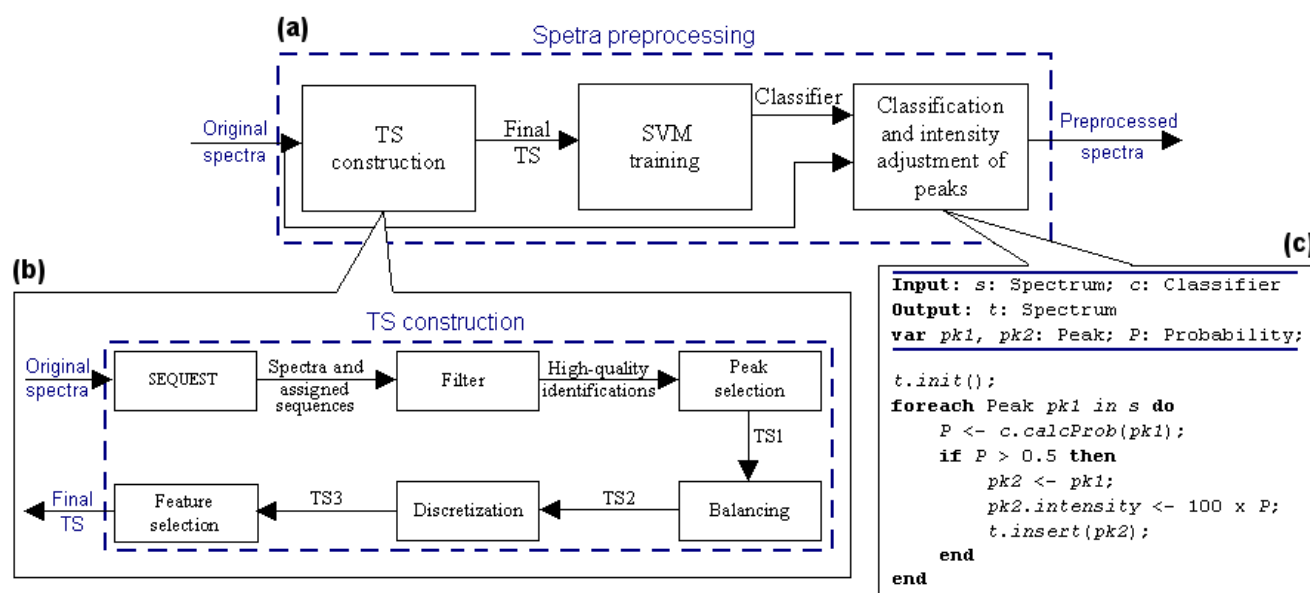 (a)
Spetra preprocessing
Original
spectra
TS
construction
Final
TS
SVM
training
Classifier
Classification
and intensity
adjustment of
peaks
Preprocessed
spectra
(b)
TS construction
Original
spectra
SEQUEST
Spectra and
assigned
sequences
Filter
High-quality
identifications
Peak
selection
TS1
Balancing
TS2
Discretization
TS3
Feature
selection
Final
TS
(c)
Input: s: Spectrum; c: Classifier
Output: t: Spectrum
var pk1, pk2: Peak; P: Probability;
t.init();
foreach Peak pk1 in s do
P <- c.calcProb(pk1);
if P > 0.5 then
pk2 <- pk1;
pk2.intensity <- 100 x P;
t.insert(pk2);
end
end